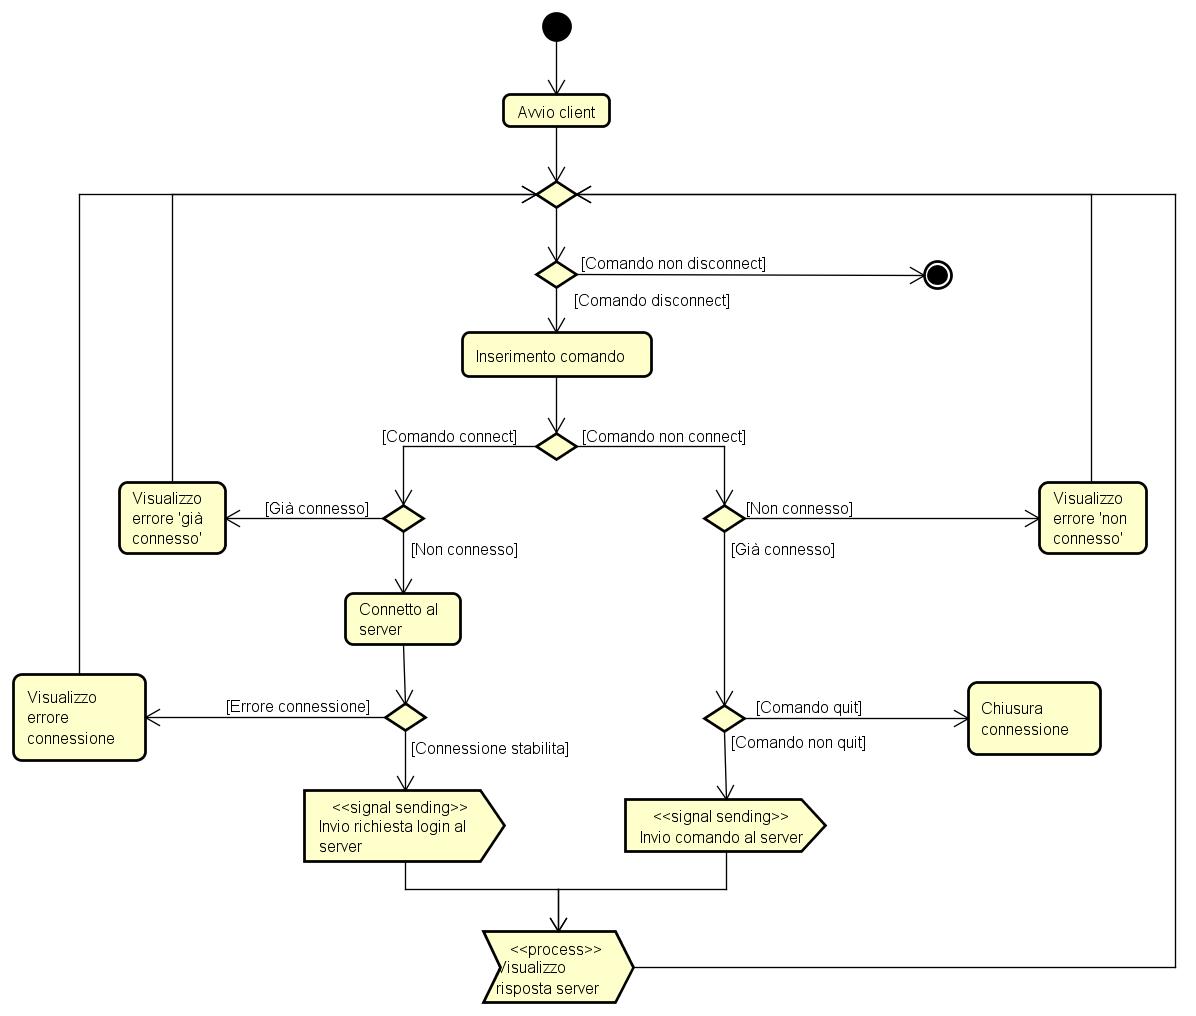 Avvio client
[Comando non disconnect]
[Comando disconnect]
Inserimento comando
[Comando connect]
[Comando non connect]
Visualizzo
errore 'già
connesso'
[Già connesso]
[Non connesso]
[Non connesso]
[Già connesso]
Visualizzo
errore 'non
connesso'
Connetto al
server
Visualizzo
errore
connessione
[Errore connessione]
[Connessione stabilita]
[Comando quit]
[Comando non quit]
Chiusura
connessione
<<signal sending>>
Invio richiesta login al
server
<<signal sending>>
Invio comando al server
<<process>>
Visualizzo
risposta server